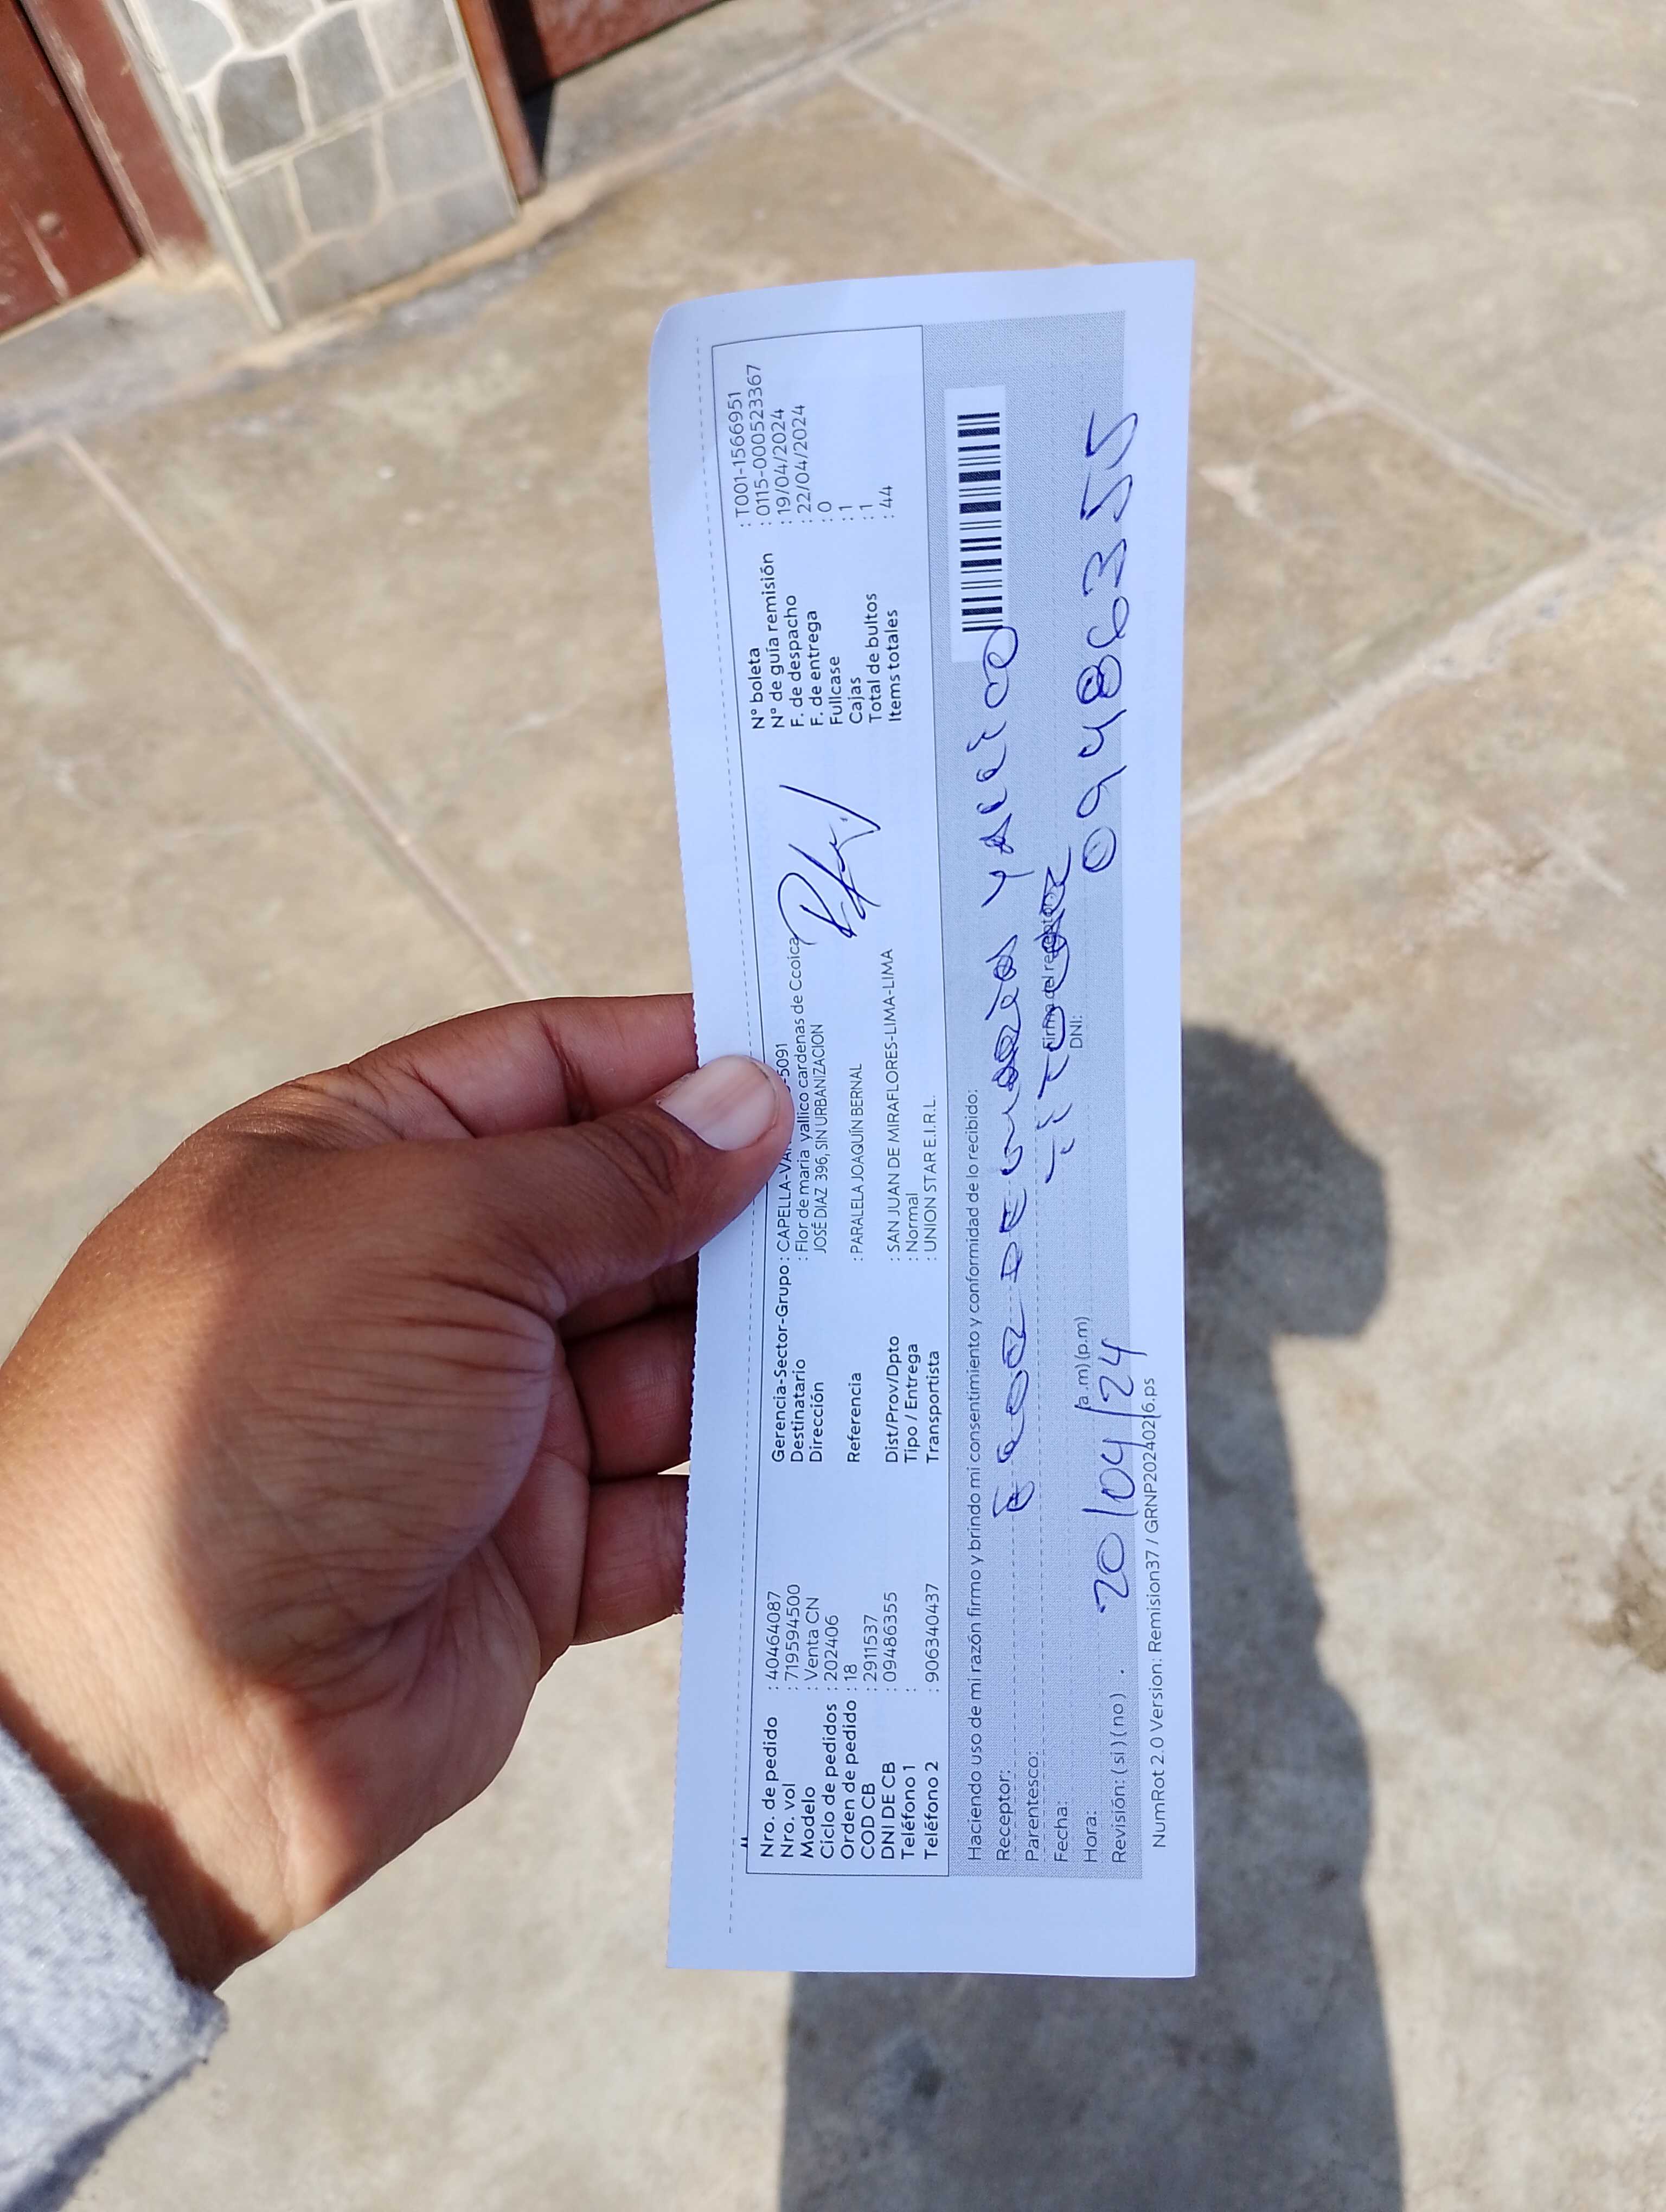 Nro. de pedido : 40464087
Nro. vol : 719594500
Modelo : Venta CN
Ciclo de pedidos : 202406
Orden de pedido : 18
COD CB : 2911537
DNI DE CB : 09486355
Teléfono 1 :
Teléfono 2 : 906340437
Gerencia-Sector-Grupo : CAPELLA-VA 5091
Destinatario : Flor de maria yallico cardenas de Ccoica
Dirección JOSÉ DIAZ 396, SIN URBANIZACION
Referencia : PARALELA JOAQUÍN BERNAL
Dist/Prov/Dpto : SAN JUAN DE MIRAFLORES-LIMA-LIMA
Tipo / Entrega : Normal
Transportista : UNION STAR E.I.R.L.
N° boleta : T001-1566951
N° de guía remisión : 0115-000523367
F. de despacho : 19/04/2024
F. de entrega : 22/04/2024
Fullcase : 0
Cajas : 1
Total de bultos : 1
Items totales : 44
Haciendo uso de mi razón firmo y brindo mi consentimiento y conformidad de lo recibido:
Receptor: DE yallico
Parentesco: Firma del receptor
Fecha: DNI: 09486355
Hora: 20/04/24 (a.m) (p.m)
Revisión: ( si ) ( no ) .
NumRot 2.0 Version: Remision37 / GRNP20240216.ps